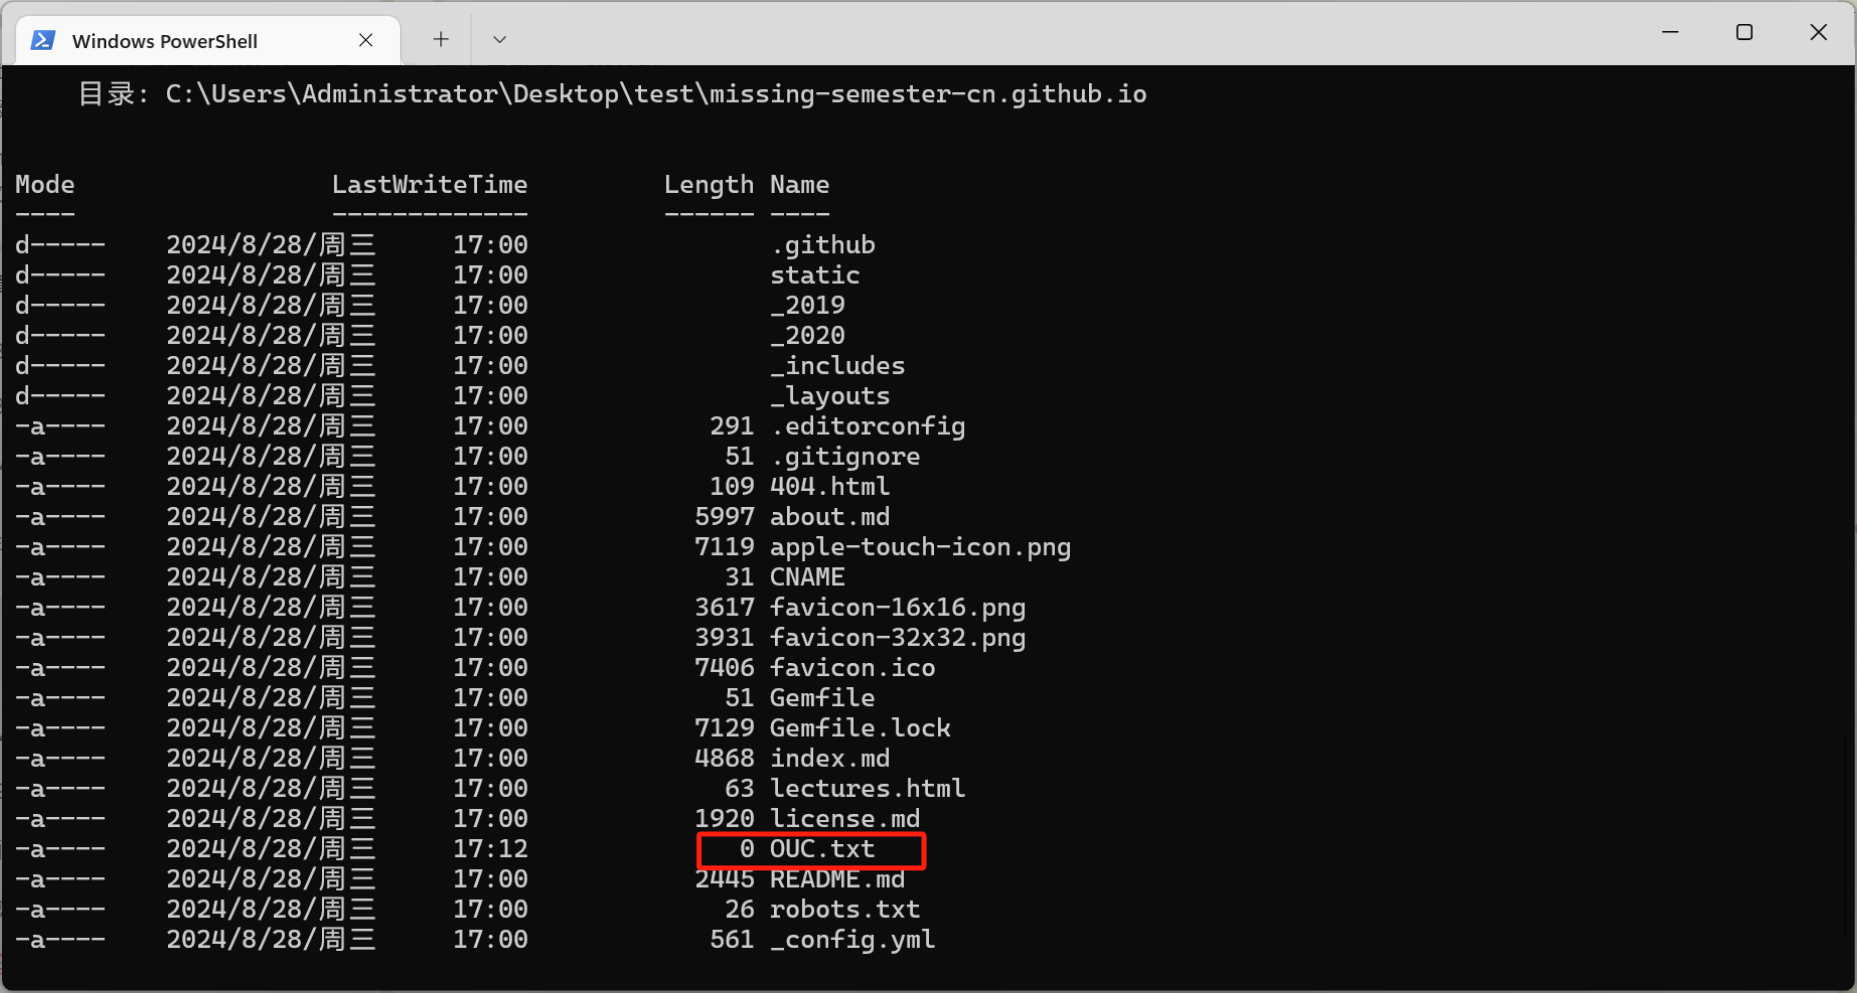 Windows PowerShell
目录: C:\Users\Administrator\Desktop\test\missing-semester-cn.github.io
Mode LastWriteTime Length Name
---- ------------- ------ ----
d----- 2024/8/28/周三 17:00 .github
d----- 2024/8/28/周三 17:00 static
d----- 2024/8/28/周三 17:00 _2019
d----- 2024/8/28/周三 17:00 _2020
d----- 2024/8/28/周三 17:00 _includes
d----- 2024/8/28/周三 17:00 _layouts
-a---- 2024/8/28/周三 17:00 291 .editorconfig
-a---- 2024/8/28/周三 17:00 51 .gitignore
-a---- 2024/8/28/周三 17:00 109 404.html
-a---- 2024/8/28/周三 17:00 5997 about.md
-a---- 2024/8/28/周三 17:00 7119 apple-touch-icon.png
-a---- 2024/8/28/周三 17:00 31 CNAME
-a---- 2024/8/28/周三 17:00 3617 favicon-16x16.png
-a---- 2024/8/28/周三 17:00 3931 favicon-32x32.png
-a---- 2024/8/28/周三 17:00 7406 favicon.ico
-a---- 2024/8/28/周三 17:00 51 Gemfile
-a---- 2024/8/28/周三 17:00 7129 Gemfile.lock
-a---- 2024/8/28/周三 17:00 4868 index.md
-a---- 2024/8/28/周三 17:00 63 lectures.html
-a---- 2024/8/28/周三 17:00 1920 license.md
-a---- 2024/8/28/周三 17:12 0 OUC.txt
-a---- 2024/8/28/周三 17:00 2445 README.md
-a---- 2024/8/28/周三 17:00 26 robots.txt
-a---- 2024/8/28/周三 17:00 561 _config.yml